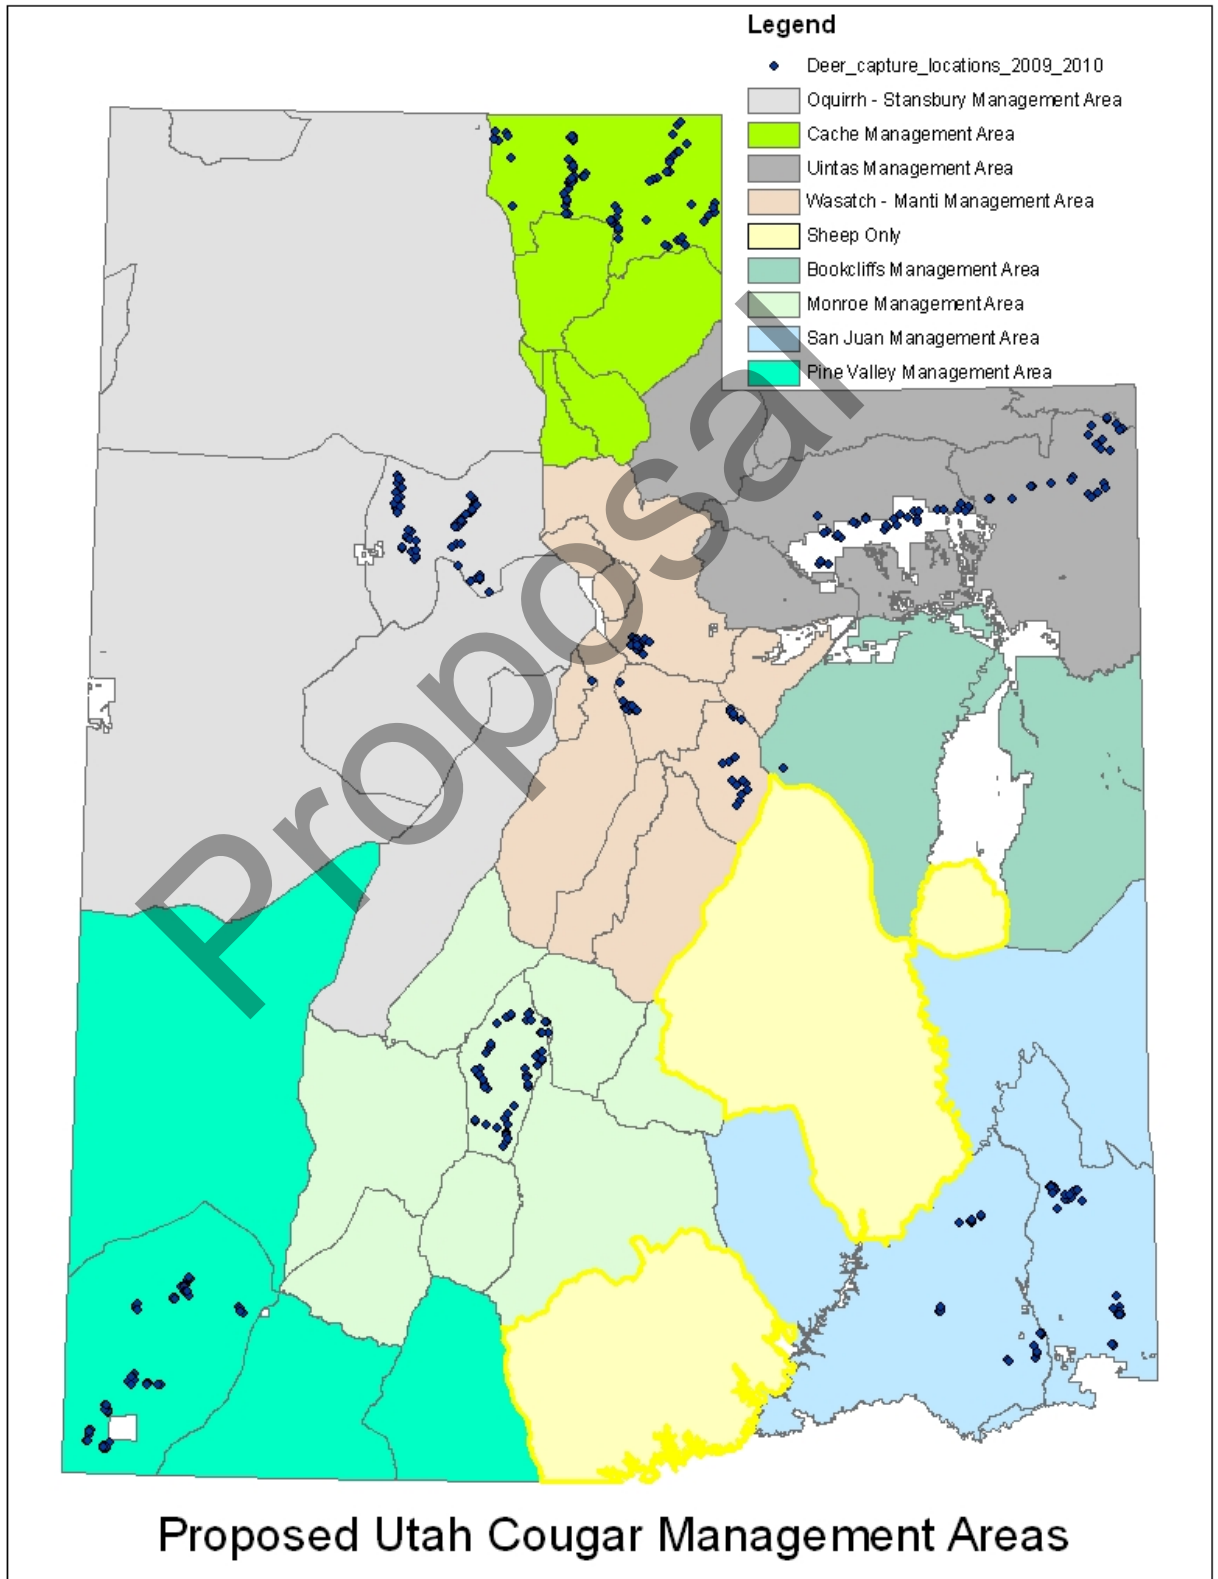 Legend
Deer_capture_locations_2009_2010
Oquirrh - Stansbury Management Area
Cache Management Area
Uintas Management Area
Wasatch - Manti Management Area
Sheep Only
Bookcliffs Management Area
Monroe Management Area
San Juan Management Area
Pine Valley Management Area
Proposal
Proposed Utah Cougar Management Areas